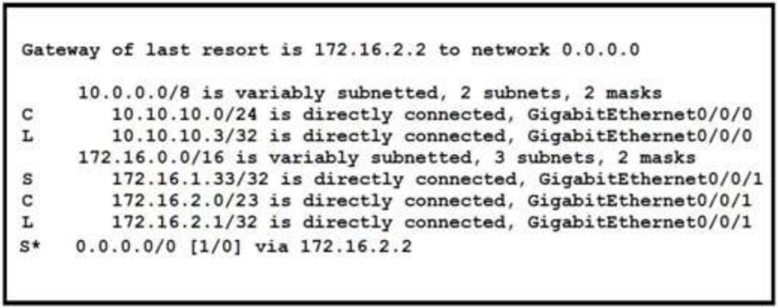 Gateway of last resort is 172.16.2.2 to network 0.0.0.0
10.0.0.0/8 is variably subnetted, 2 subnets, 2 masks
C 10.10.10.0/24 is directly connected, GigabitEthernet0/0/0
L 10.10.10.3/32 is directly connected, GigabitEthernet0/0/0
172.16.0.0/16 is variably subnetted, 3 subnets, 2 masks
S 172.16.1.33/32 is directly connected, GigabitEthernet0/0/1
C 172.16.2.0/23 is directly connected, GigabitEthernet0/0/1
L 172.16.2.1/32 is directly connected, GigabitEthernet0/0/1
S* 0.0.0.0/0 [1/0] via 172.16.2.2